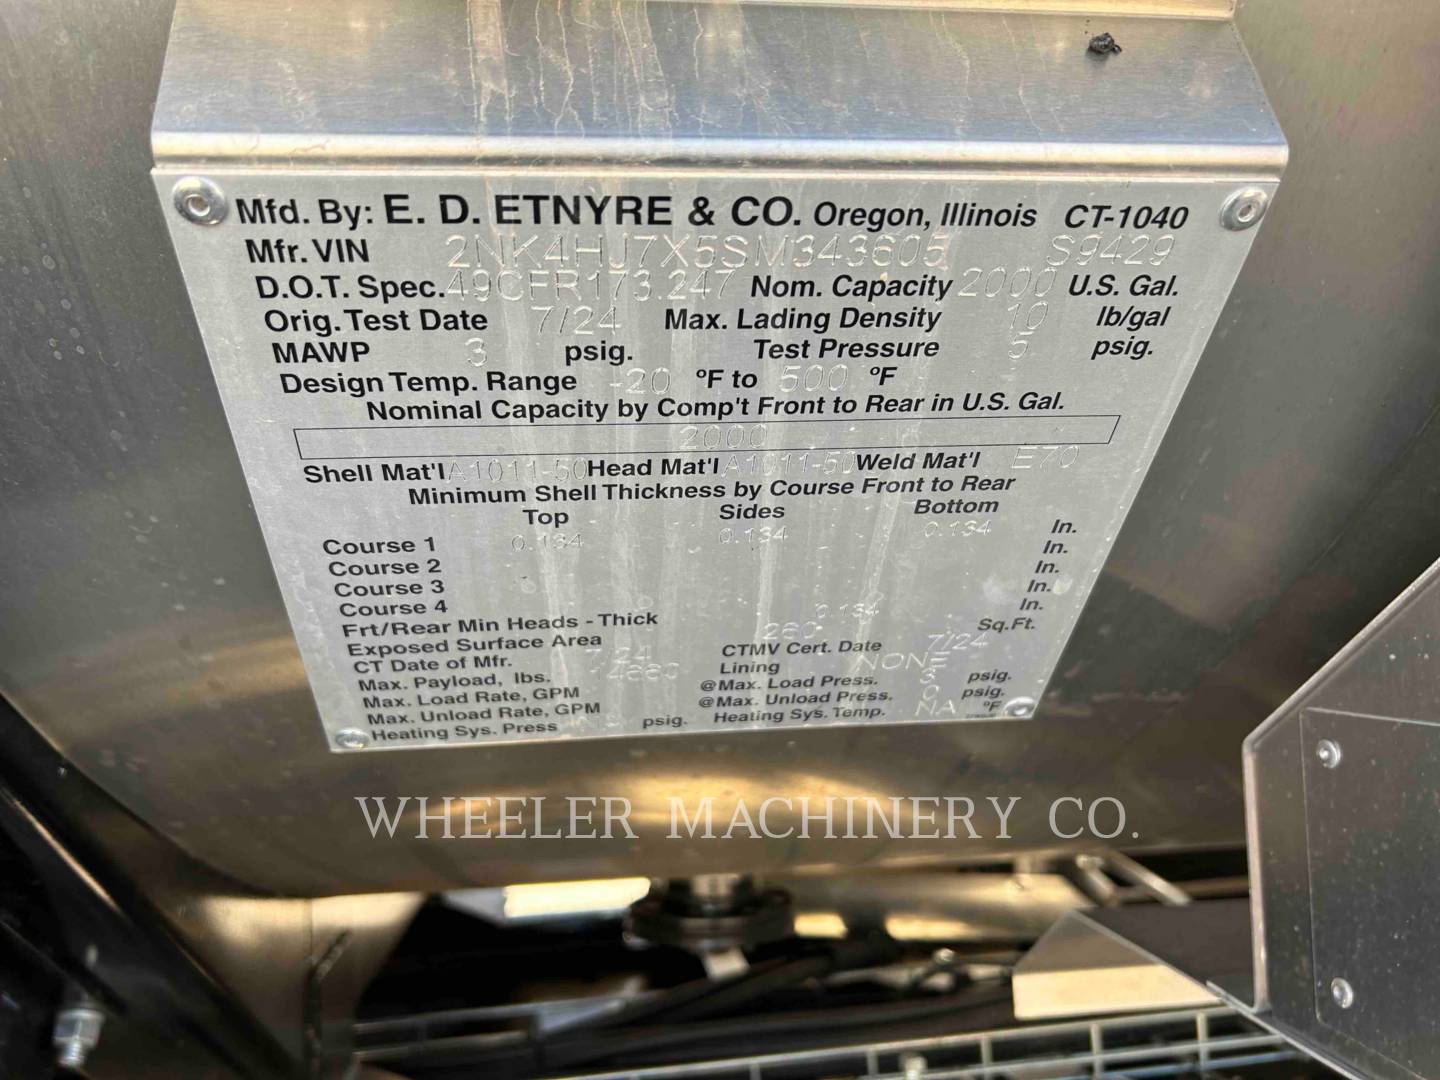 Mfd. By: E. D. ETNYRE & CO. Oregon, Illinois CT-1040
Mfr. VIN 2NK4HJ7X5SM343605 S9429
D.O.T. Spec. 49CFR173.247 Nom. Capacity 2000 U.S. Gal.
Orig. Test Date 7/24 Max. Lading Density 10 lb/gal
MAWP 3 psig. Test Pressure 5 psig.
Design Temp. Range -20 ºF to 500 ºF
Nominal Capacity by Comp't Front to Rear in U.S. Gal.
2000
Shell Mat'l A1011-50 Head Mat'l A1011-50 Weld Mat'l E70
Minimum Shell Thickness by Course Front to Rear
Top Sides Bottom
Course 1 0.134 0.134 0.134 In.
Course 2 In.
Course 3 In.
Course 4 In.
Frt/Rear Min Heads - Thick 0.134 In.
Exposed Surface Area 260 Sq.Ft.
CT Date of Mfr. 7/24 CTMV Cert. Date 7/24
Max. Payload, lbs. 14660 Lining NONE
Max. Load Rate, GPM @Max. Load Press. 3 psig.
Max. Unload Rate, GPM @Max. Unload Press. 0 psig.
Heating Sys. Press psig. Heating Sys. Temp. NA ºF
WHEELER MACHINERY CO.